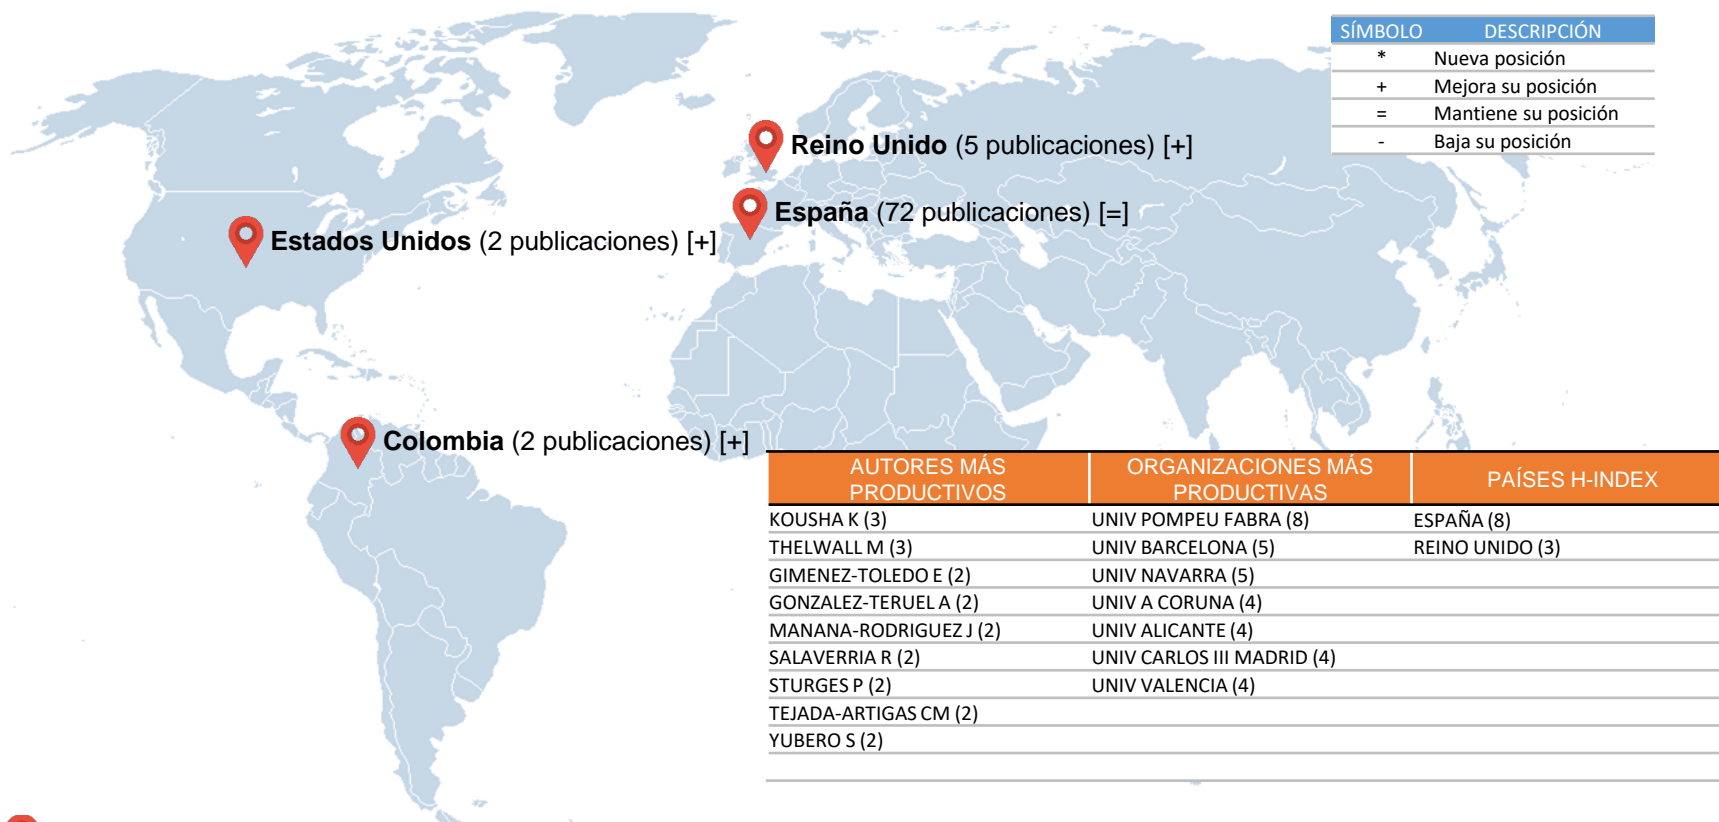 SÍMBOLO DESCRIPCIÓN
* Nueva posición
+ Mejora su posición
= Mantiene su posición
- Baja su posición
Reino Unido (5 publicaciones) [+]
España (72 publicaciones) [=]
Estados Unidos (2 publicaciones) [+]
Colombia (2 publicaciones) [+]
AUTORES MÁS PRODUCTIVOS ORGANIZACIONES MÁS PRODUCTIVAS PAÍSES H-INDEX
KOUSHA K (3) UNIV POMPEU FABRA (8) ESPAÑA (8)
THELWALL M (3) UNIV BARCELONA (5) REINO UNIDO (3)
GIMENEZ-TOLEDO E (2) UNIV NAVARRA (5)
GONZALEZ-TERUEL A (2) UNIV A CORUNA (4)
MANANA-RODRIGUEZ J (2) UNIV ALICANTE (4)
SALAVERRIA R (2) UNIV CARLOS III MADRID (4)
STURGES P (2) UNIV VALENCIA (4)
TEJADA-ARTIGAS CM (2)
YUBERO S (2)